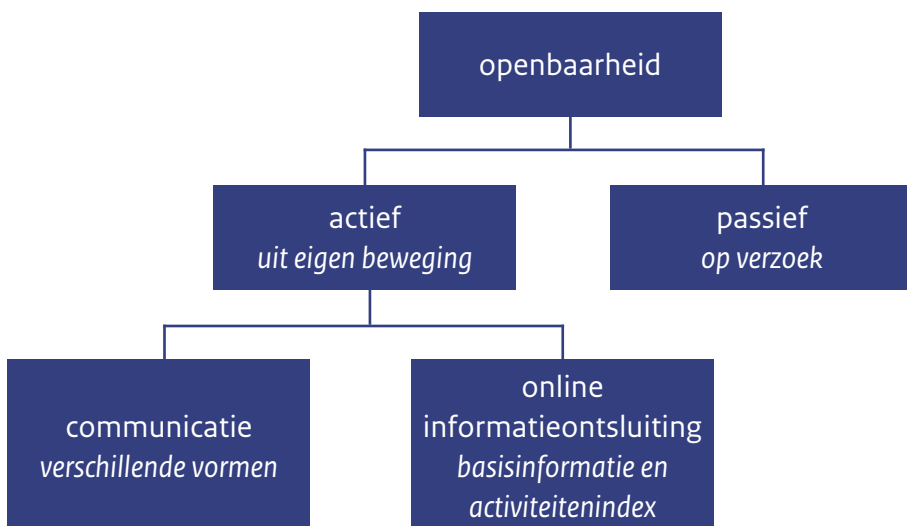 openbaarheid
actief
uit eigen beweging
passief
op verzoek
communicatie
verschillende vormen
online
informatieontsluiting
basisinformatie en
activiteitenindex